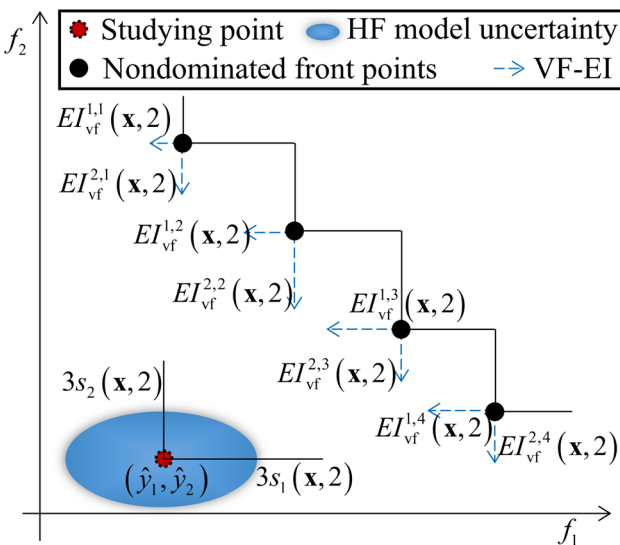 f₂
Studying point HF model uncertainty
Nondominated front points VF-EI
EI_vf^{1,1}(x,2)
EI_vf^{2,1}(x,2)
EI_vf^{1,2}(x,2)
EI_vf^{2,2}(x,2)
EI_vf^{1,3}(x,2)
EI_vf^{2,3}(x,2)
3s₂(x,2)
EI_vf^{1,4}(x,2)
EI_vf^{2,4}(x,2)
(ŷ₁, ŷ₂)
3s₁(x,2)
f₁